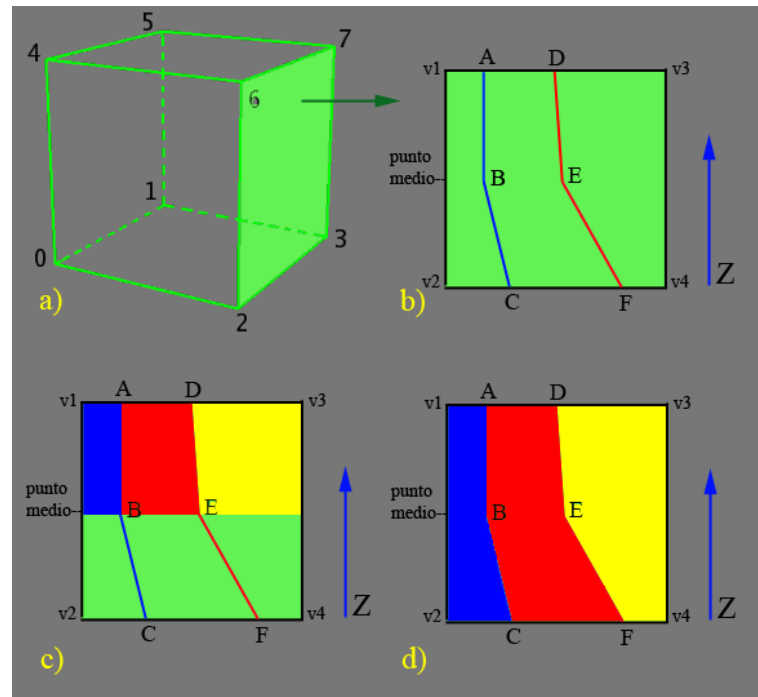 5
7
4
6
1
0
3
2
a)
A D
v1 v3
punto
medio--
B E
v2 v4
C F
Z
b)
A D
v1 v3
punto
medio--
B E
v2 v4
C F
Z
c)
A D
v1 v3
punto
medio--
B E
v2 v4
C F
Z
d)